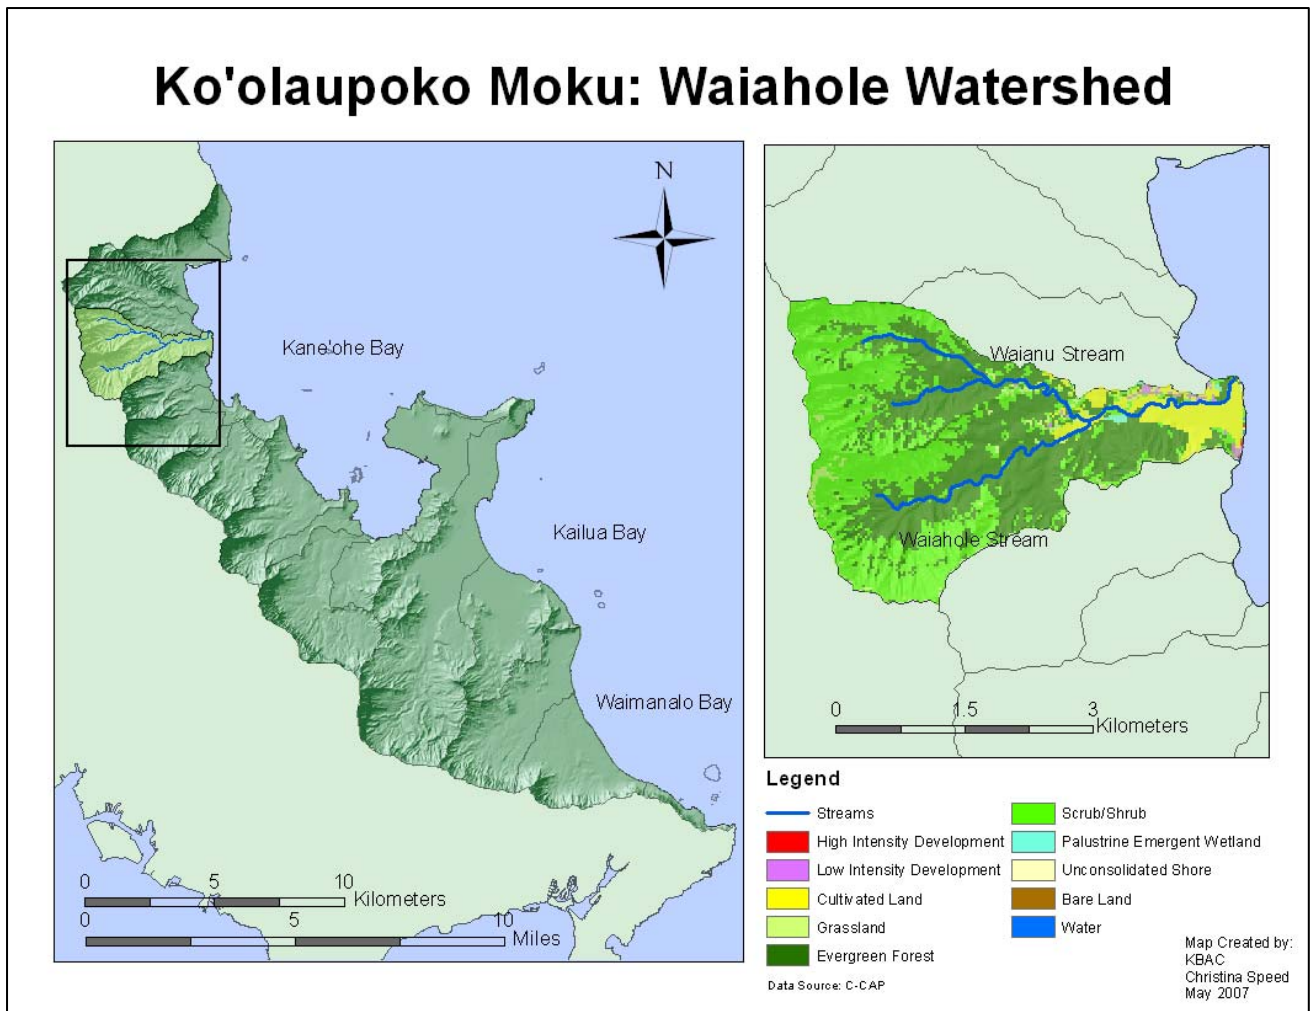 Ko'olaupoko Moku: Waiahole Watershed
N
Kane'ohe Bay
Kailua Bay
Waimanalo Bay
0 5 10
Kilometers
0 5 10
Miles
Waianu Stream
Waiahole Stream
0 1.5 3
Kilometers
Legend
Streams
High Intensity Development
Low Intensity Development
Cultivated Land
Grassland
Evergreen Forest
Scrub/Shrub
Palustrine Emergent Wetland
Unconsolidated Shore
Bare Land
Water
Data Source: C-CAP
Map Created by:
KBAC
Christina Speed
May 2007